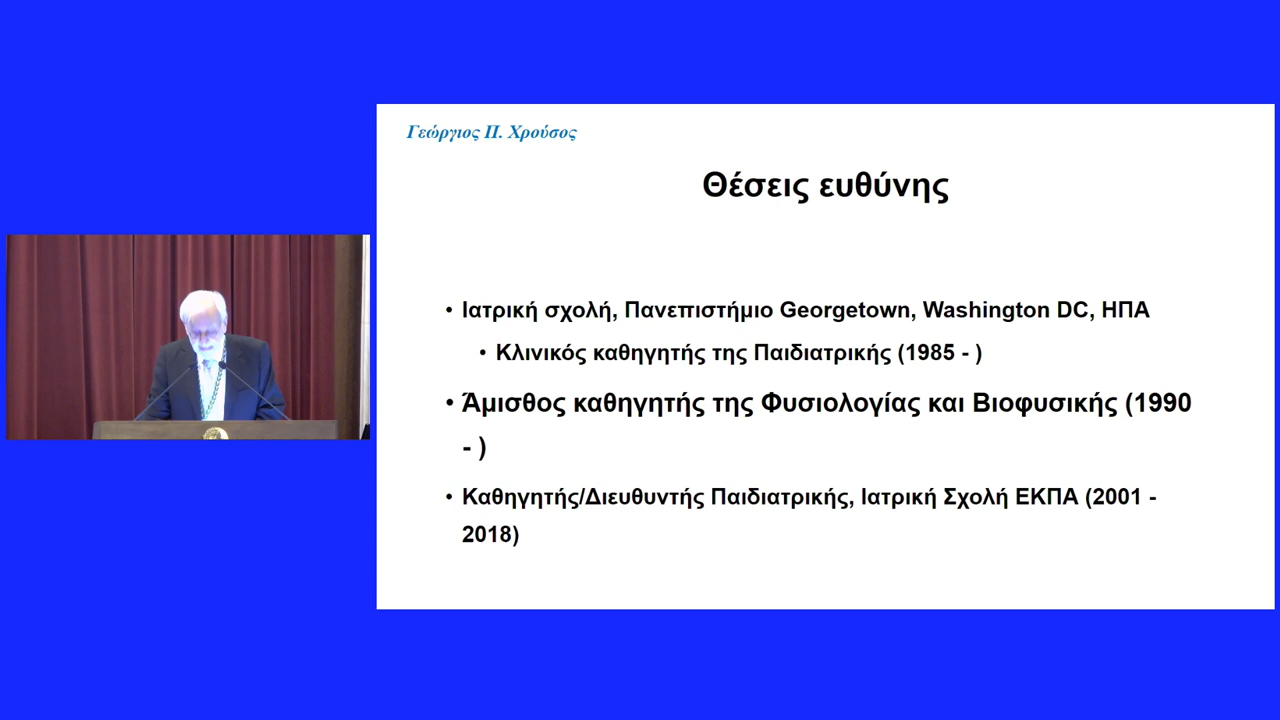 Γεώργιος Π. Χρούσος
Θέσεις ευθύνης
• Ιατρική σχολή, Πανεπιστήμιο Georgetown, Washington DC, ΗΠΑ
• Κλινικός καθηγητής της Παιδιατρικής (1985 - )
• Άμισθος καθηγητής της Φυσιολογίας και Βιοφυσικής (1990
- )
• Καθηγητής/Διευθυντής Παιδιατρικής, Ιατρική Σχολή ΕΚΠΑ (2001 -
2018)